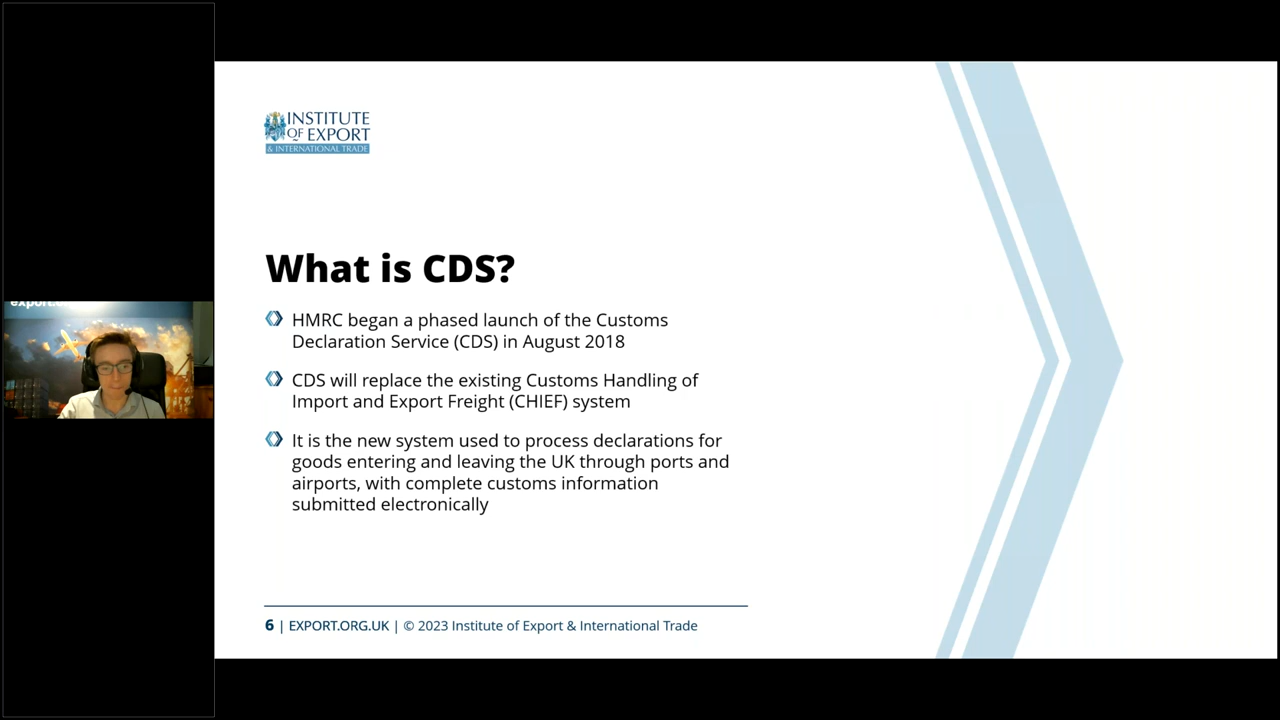 INSTITUTE
OF EXPORT
& INTERNATIONAL TRADE
What is CDS?
HMRC began a phased launch of the Customs
Declaration Service (CDS) in August 2018
CDS will replace the existing Customs Handling of
Import and Export Freight (CHIEF) system
It is the new system used to process declarations for
goods entering and leaving the UK through ports and
airports, with complete customs information
submitted electronically
6 | EXPORT.ORG.UK | © 2023 Institute of Export & International Trade